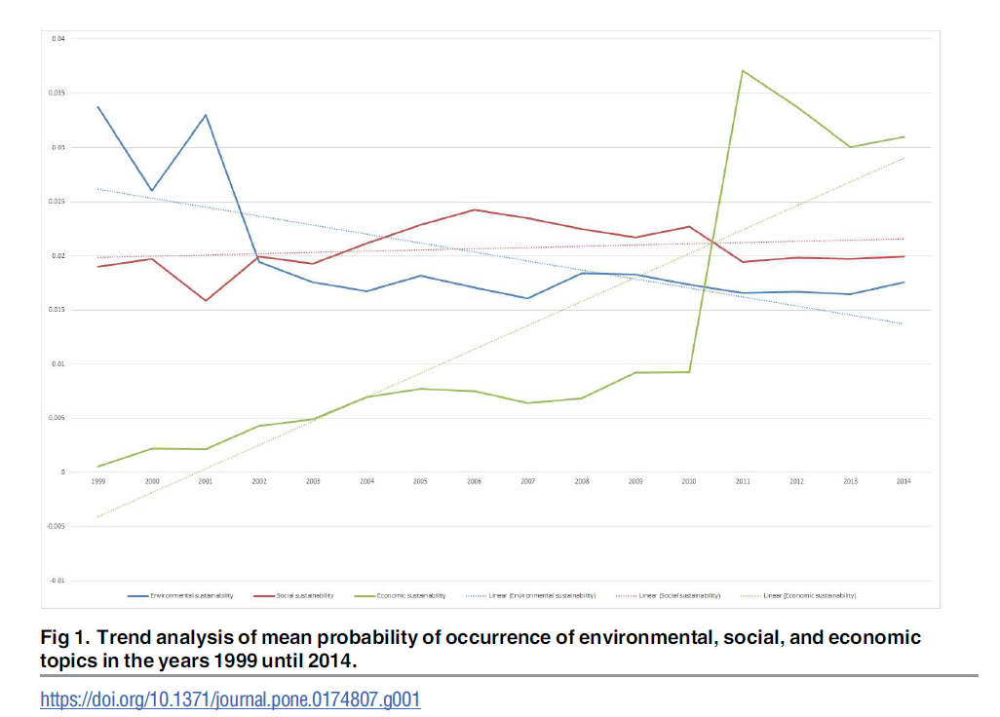 0.04
0.035
0.03
0.025
0.02
0.015
0.01
0.005
0
1999 2000 2001 2002 2003 2004 2005 2006 2007 2008 2009 2010 2011 2012 2013 2014
-0.005
-0.01
Environmental sustainability Social sustainability Economic sustainability Linear (Environmental sustainability) Linear (Social sustainability) Linear (Economic sustainability)
Fig 1. Trend analysis of mean probability of occurrence of environmental, social, and economic
topics in the years 1999 until 2014.
https://doi.org/10.1371/journal.pone.0174807.g001